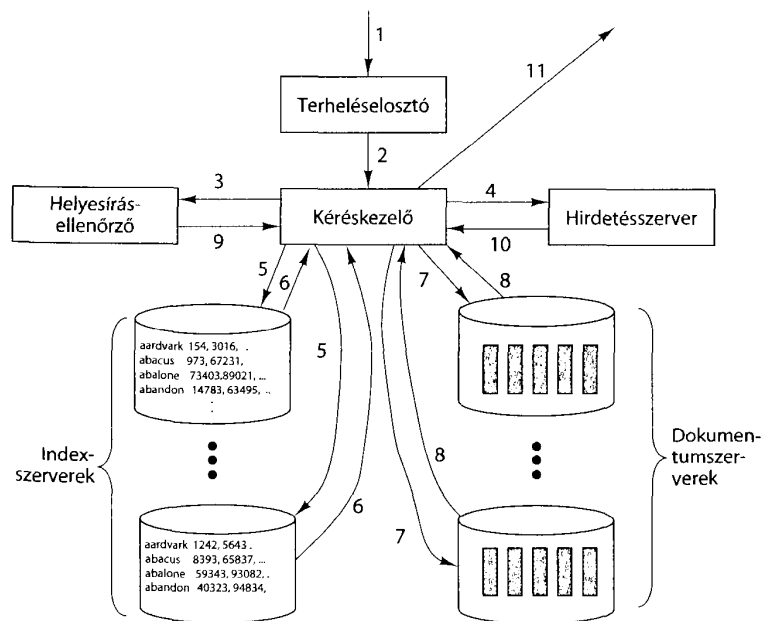 1
11
Terheléselosztó
2
3
4
Helyesírás-
ellenőrző
Kéréskezelő
Hirdetésszerver
9
10
5
6
7
8
aardvark 154, 3016, .
abacus 973, 67231,
abalone 73403, 89021, ...
abandon 14783, 63495, ..
5
Index-
szerverek
Dokumen-
tumszer-
verek
8
6
7
aardvark 1242, 5643 .
abacus 8393, 65837, ...
abalone 59343, 93082, .
abandon 40323, 94834,